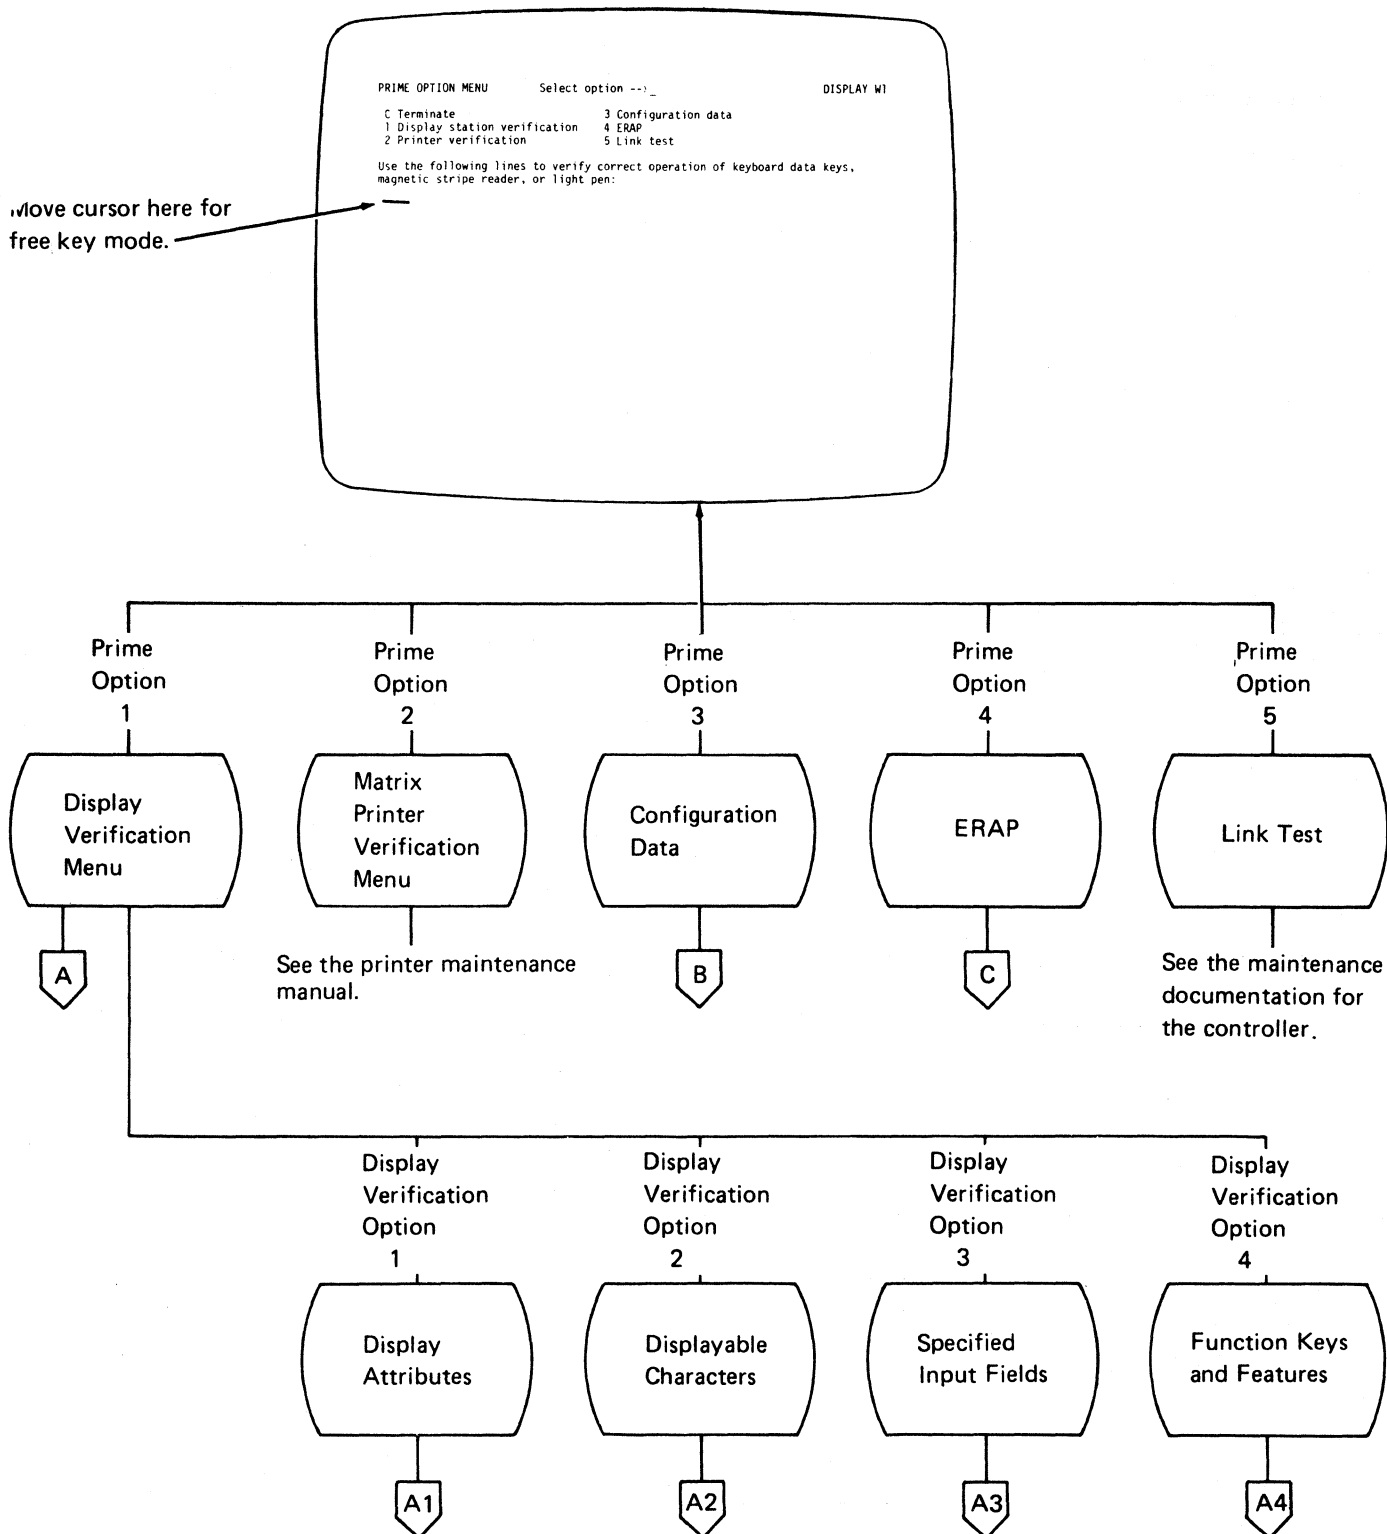 PRIME OPTION MENU Select option --›_ DISPLAY W1
C Terminate 3 Configuration data
1 Display station verification 4 ERAP
2 Printer verification 5 Link test
Use the following lines to verify correct operation of keyboard data keys,
magnetic stripe reader, or light pen:
Move cursor here for
free key mode.
Prime
Option
1
Prime
Option
2
Prime
Option
3
Prime
Option
4
Prime
Option
5
Display
Verification
Menu
Matrix
Printer
Verification
Menu
Configuration
Data
ERAP
Link Test
A
See the printer maintenance
manual.
B
C
See the maintenance
documentation for
the controller.
Display
Verification
Option
1
Display
Verification
Option
2
Display
Verification
Option
3
Display
Verification
Option
4
Display
Attributes
Displayable
Characters
Specified
Input Fields
Function Keys
and Features
A1
A2
A3
A4